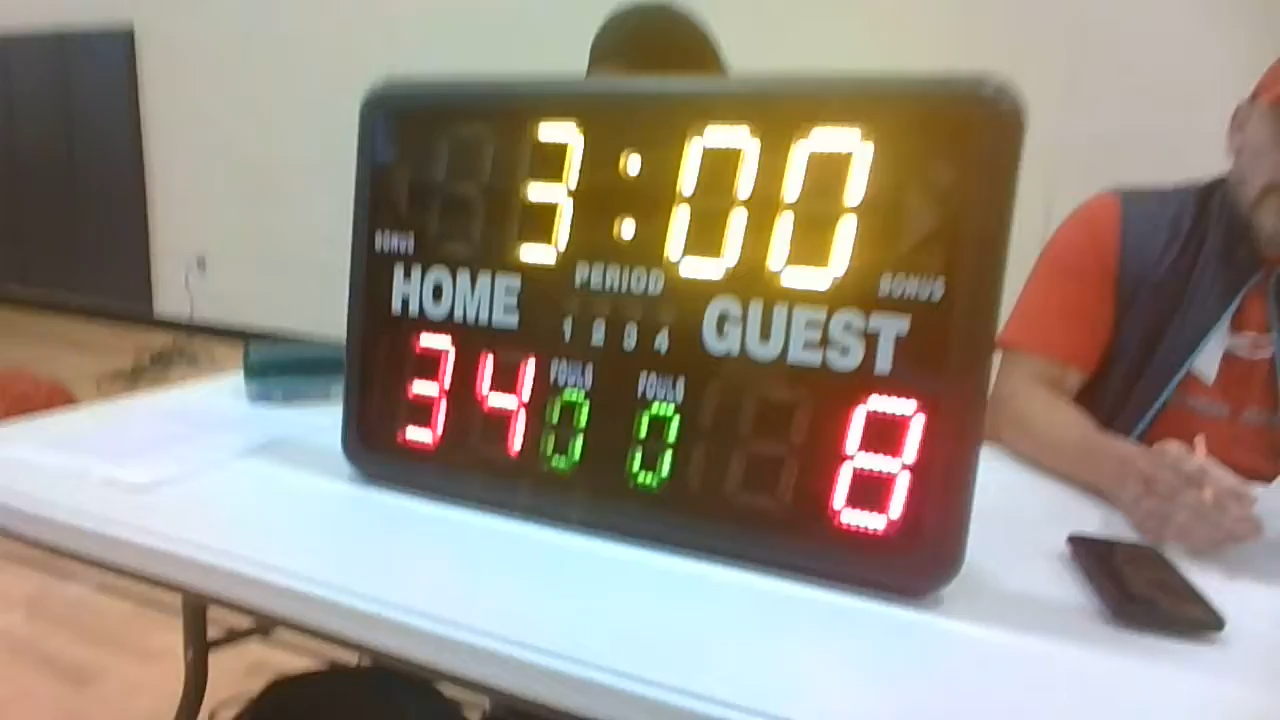 3:00
BONUS PERIOD BONUS
HOME 1 2 3 4 GUEST
FOULS FOULS
34 0 0 8